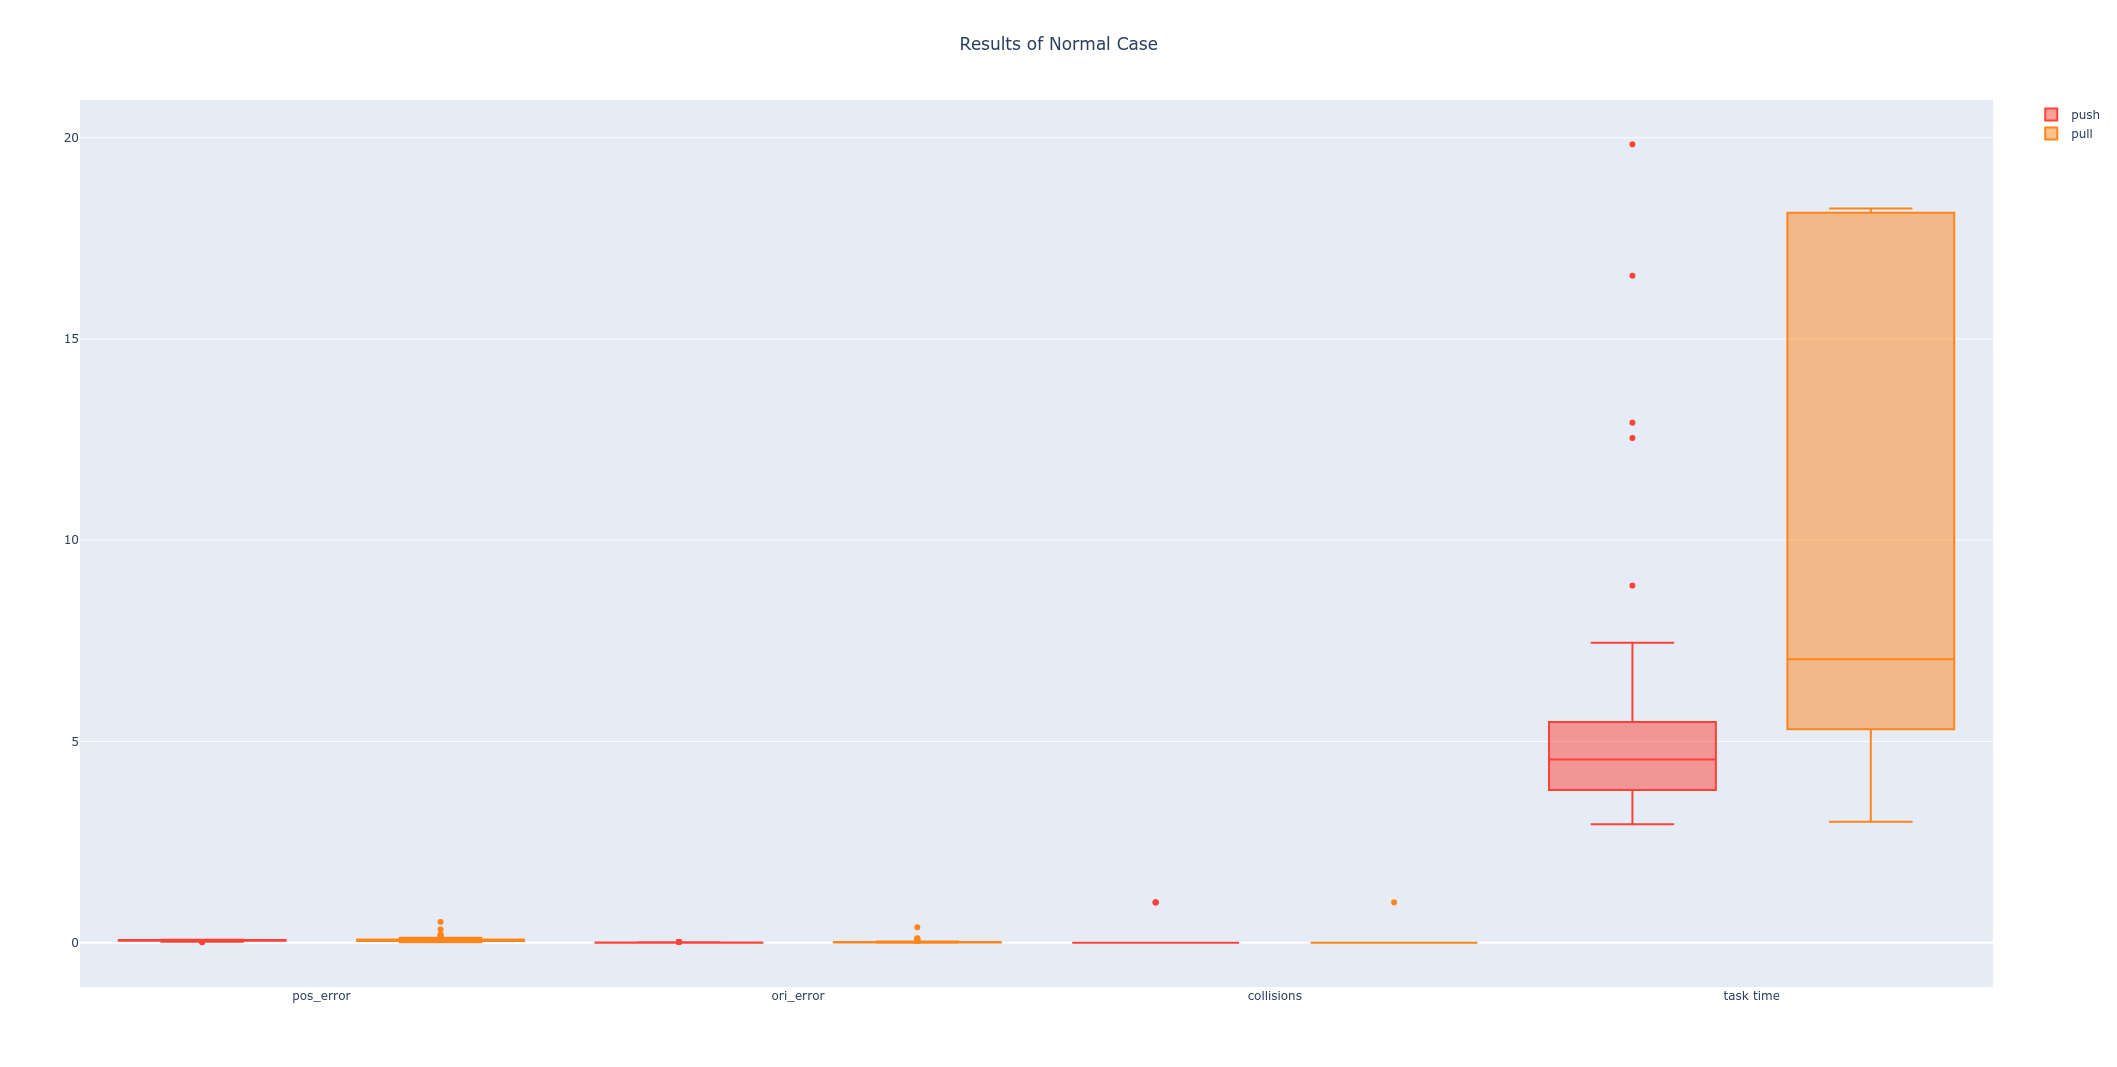 Results of Normal Case
push
pull
20
15
10
5
0
pos_error
ori_error
collisions
task time